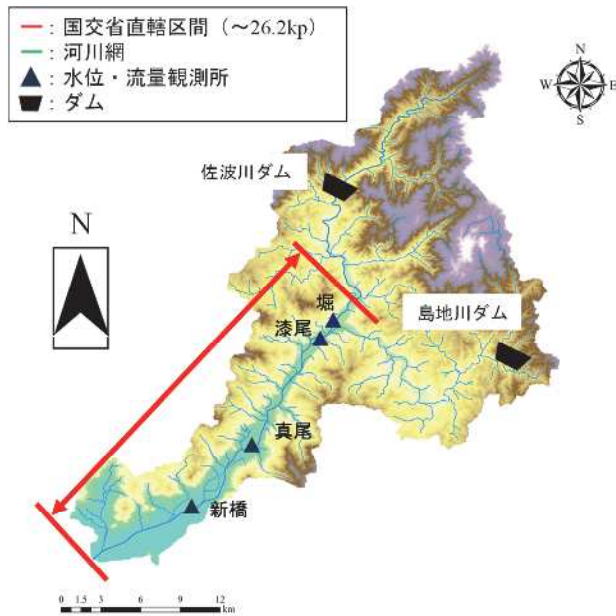 ：国交省直轄区間（～26.2kp）
：河川網
：水位・流量観測所
：ダム
N
W E
S
佐波川ダム
N
堀
島地川ダム
漆尾
真尾
新橋
0 1.5 3 6 9 12
km